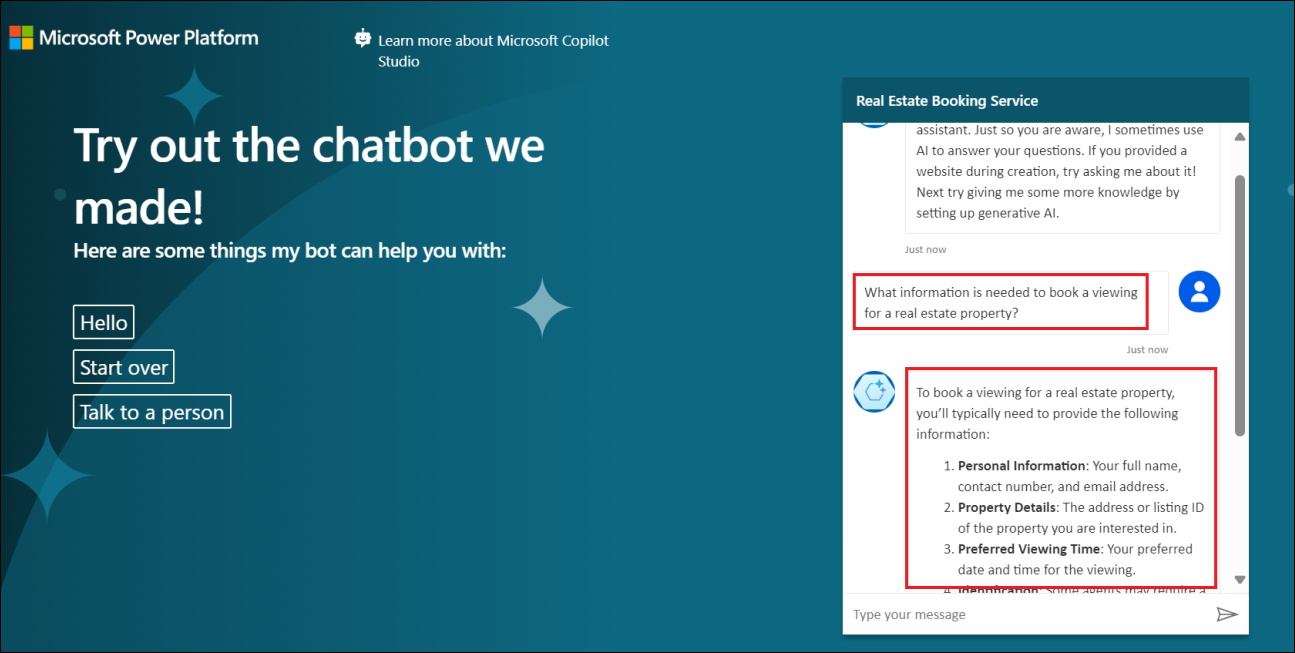 Microsoft Power Platform
Learn more about Microsoft Copilot
Studio
Try out the chatbot we
made!
Here are some things my bot can help you with:
Hello
Start over
Talk to a person
Real Estate Booking Service
assistant. Just so you are aware, I sometimes use
AI to answer your questions. If you provided a
website during creation, try asking me about it!
Next try giving me some more knowledge by
setting up generative AI.
Just now
What information is needed to book a viewing
for a real estate property?
Just now
To book a viewing for a real estate property,
you’ll typically need to provide the following
information:
1. Personal Information: Your full name,
contact number, and email address.
2. Property Details: The address or listing ID
of the property you are interested in.
3. Preferred Viewing Time: Your preferred
date and time for the viewing.
4. Identification: Some agents may require a
Type your message